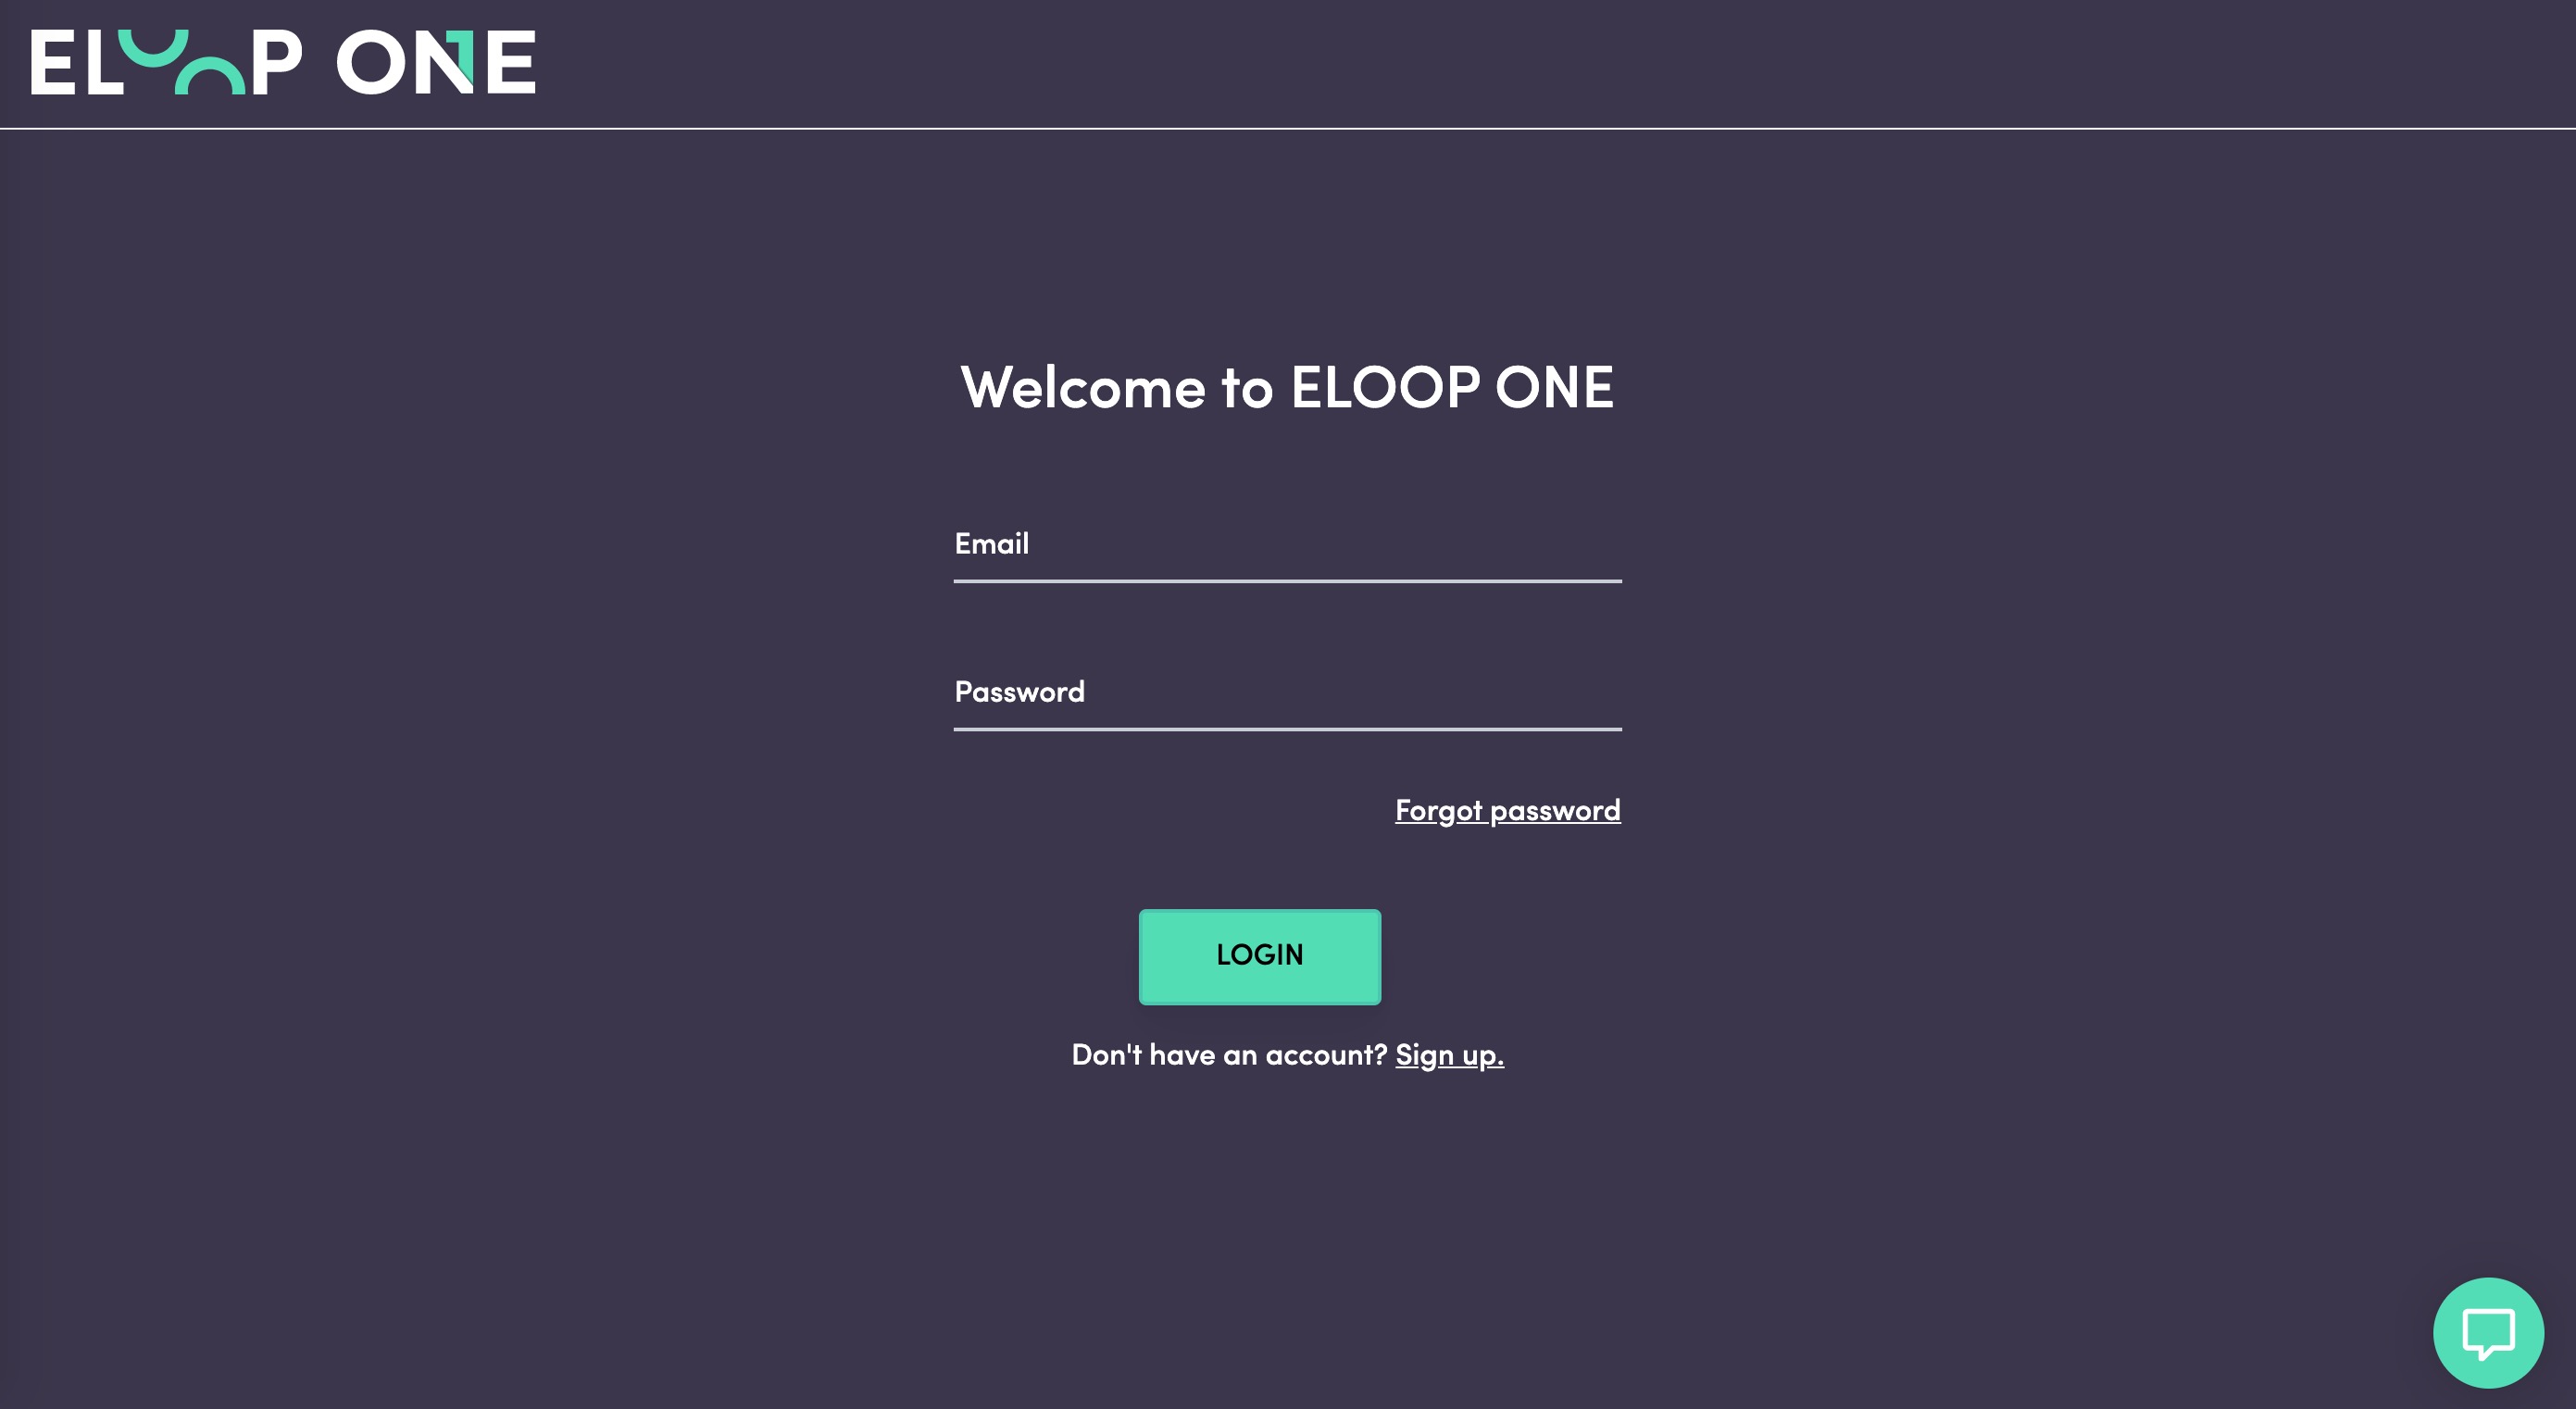 ELOOP ONE
Welcome to ELOOP ONE
Email
Password
Forgot password
LOGIN
Don't have an account? Sign up.